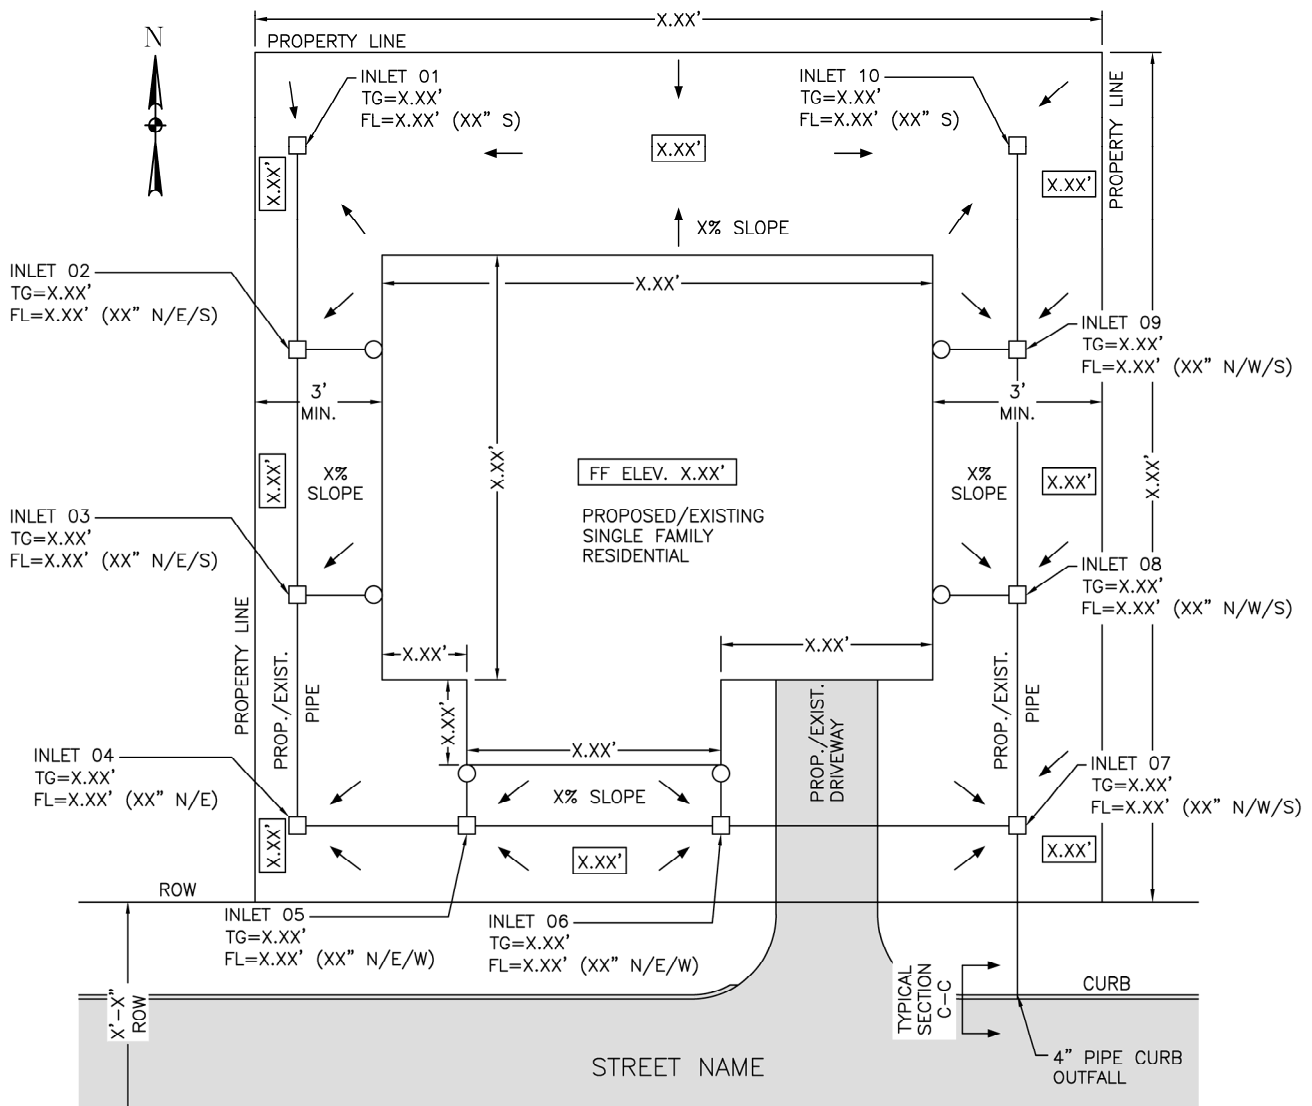 X.XX'
PROPERTY LINE
N
INLET 01
TG=X.XX'
FL=X.XX' (XX" S)
INLET 10
TG=X.XX'
FL=X.XX' (XX" S)
PROPERTY LINE
X.XX'
X.XX'
X.XX'
X% SLOPE
INLET 02
TG=X.XX'
FL=X.XX' (XX" N/E/S)
X.XX'
INLET 09
TG=X.XX'
FL=X.XX' (XX" N/W/S)
3'
MIN.
3'
MIN.
X.XX'
X%
SLOPE
X.XX'
FF ELEV. X.XX'
X%
SLOPE
X.XX'
X.XX'
INLET 03
TG=X.XX'
FL=X.XX' (XX" N/E/S)
PROPOSED/EXISTING
SINGLE FAMILY
RESIDENTIAL
INLET 08
TG=X.XX'
FL=X.XX' (XX" N/W/S)
PROPERTY LINE
PROP./EXIST.
PIPE
X.XX'
X.XX'
X.XX'
X.XX'
PROP./EXIST.
DRIVEWAY
PROP./EXIST.
PIPE
INLET 04
TG=X.XX'
FL=X.XX' (XX" N/E)
X% SLOPE
INLET 07
TG=X.XX'
FL=X.XX' (XX" N/W/S)
X.XX'
X.XX'
X.XX'
ROW
INLET 05
TG=X.XX'
FL=X.XX' (XX" N/E/W)
INLET 06
TG=X.XX'
FL=X.XX' (XX" N/E/W)
X'-X"
ROW
TYPICAL
SECTION
C-C
CURB
STREET NAME
4" PIPE CURB
OUTFALL